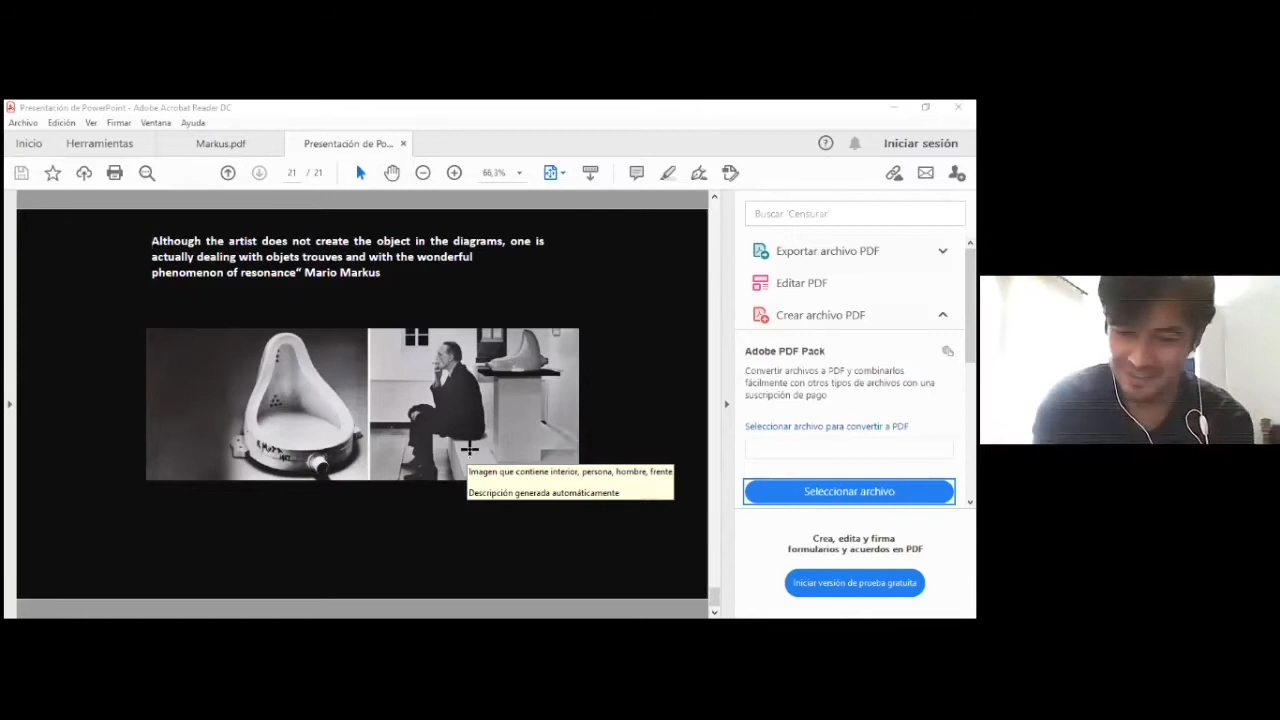 Presentación de PowerPoint - Adobe Acrobat Reader DC
Archivo Edición Ver Firmar Ventana Ayuda
Inicio Herramientas Markus.pdf Presentación de Po... × Iniciar sesión
21 / 21 66,3%
Although the artist does not create the object in the diagrams, one is
actually dealing with objets trouves and with the wonderful
phenomenon of resonance“ Mario Markus
Imagen que contiene interior, persona, hombre, frente
Descripción generada automáticamente
Buscar 'Censurar'
Exportar archivo PDF
Editar PDF
Crear archivo PDF
Adobe PDF Pack
Convertir archivos a PDF y combinarlos
fácilmente con otros tipos de archivos con una
suscripción de pago
Seleccionar archivo para convertir a PDF
Seleccionar archivo
Crea, edita y firma
formularios y acuerdos en PDF
Iniciar versión de prueba gratuita